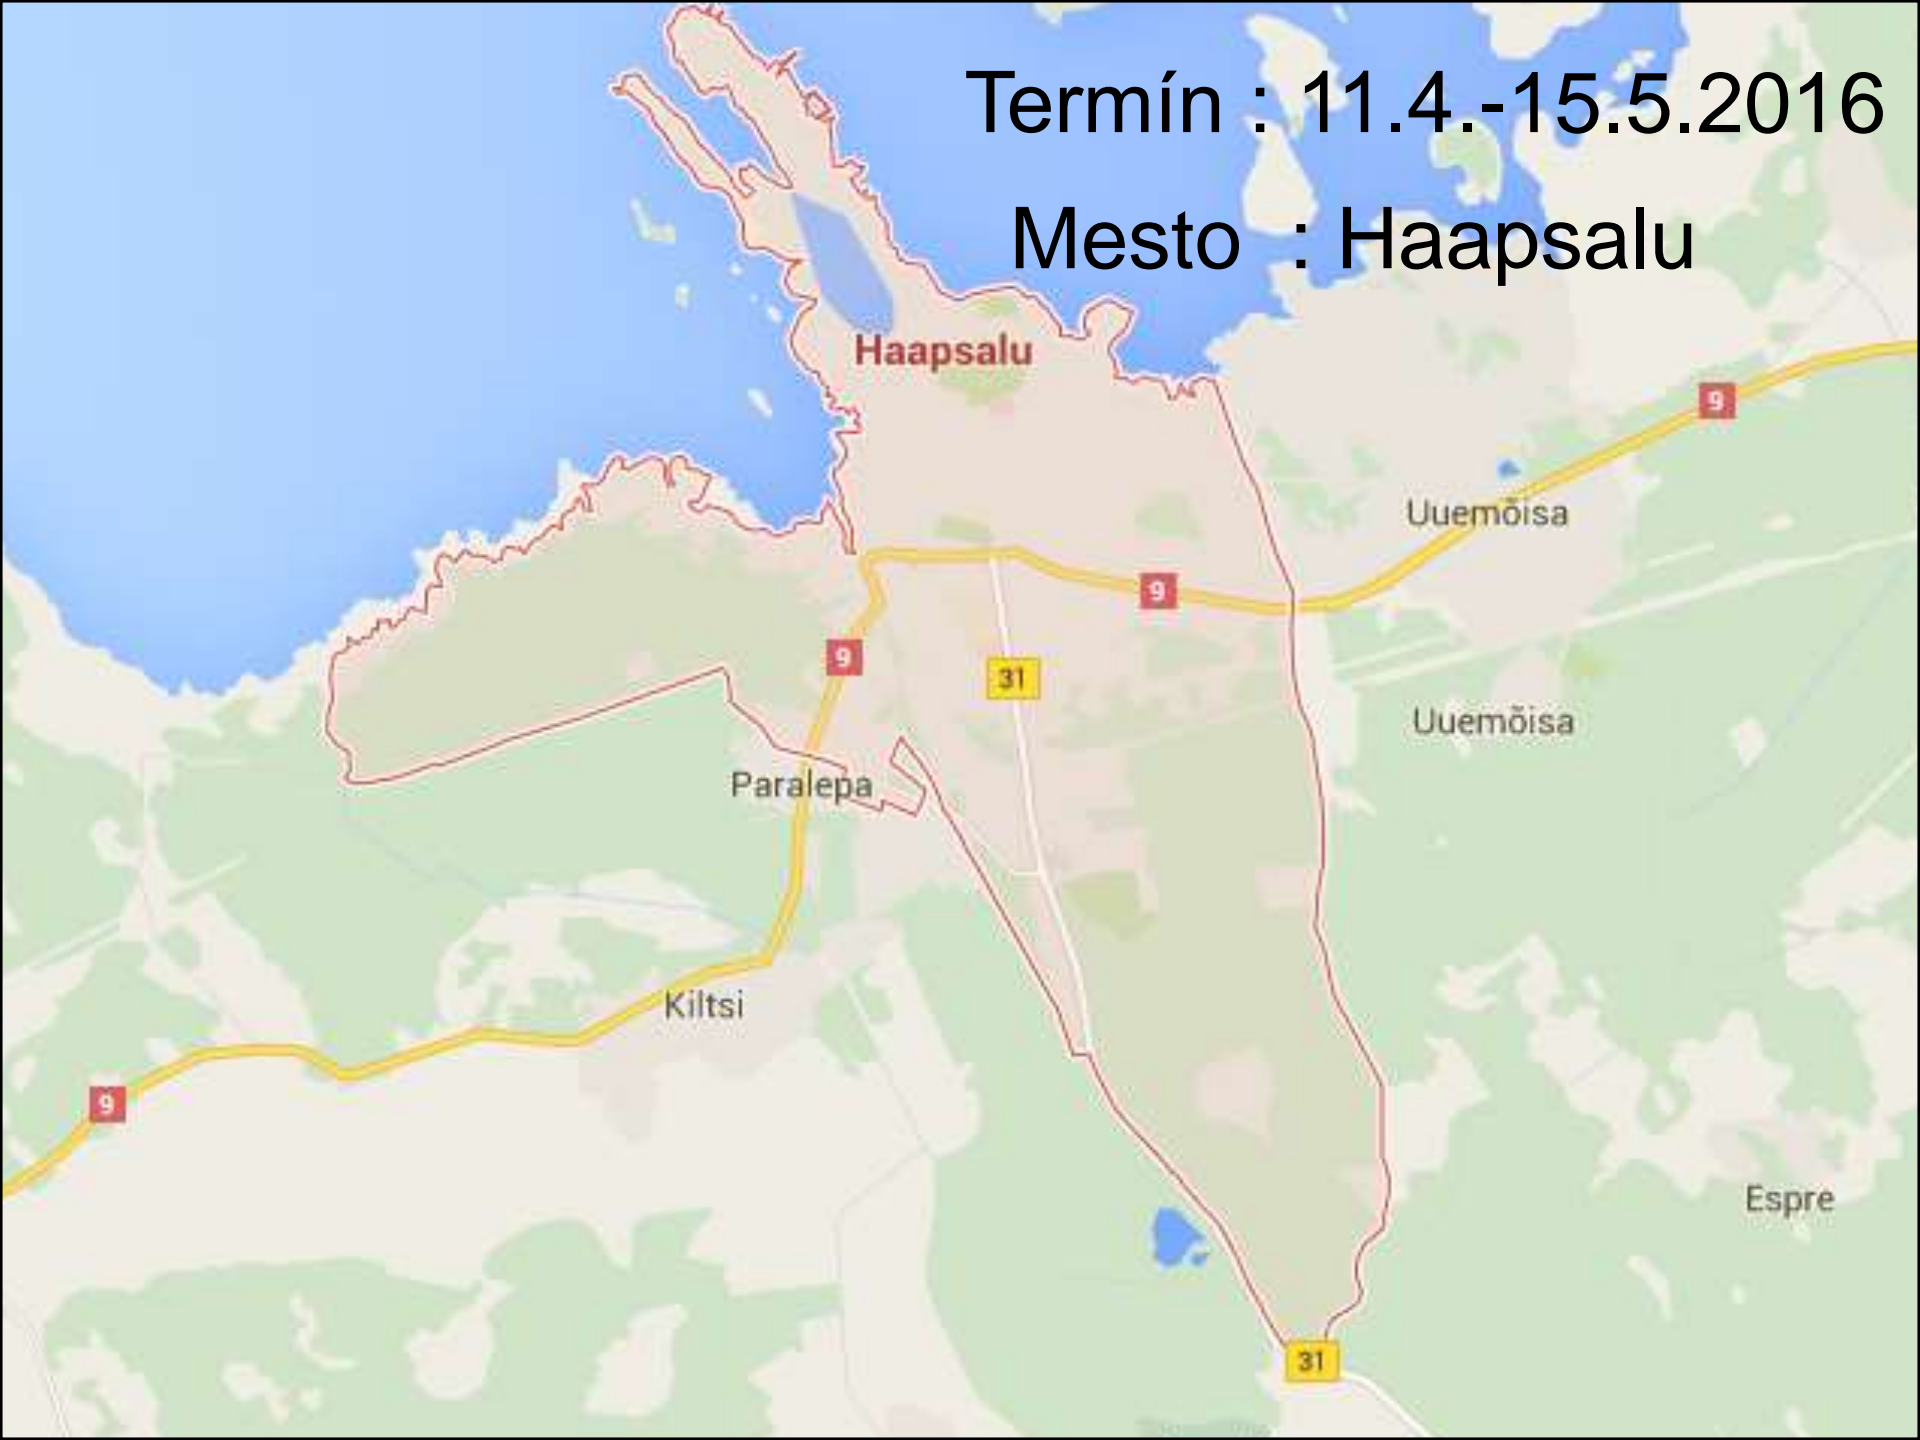 Termín : 11.4.-15.5.2016
Mesto : Haapsalu
Haapsalu
9
Uuemõisa
9
9
31
Uuemõisa
Paralepa
Kiltsi
9
Espre
31